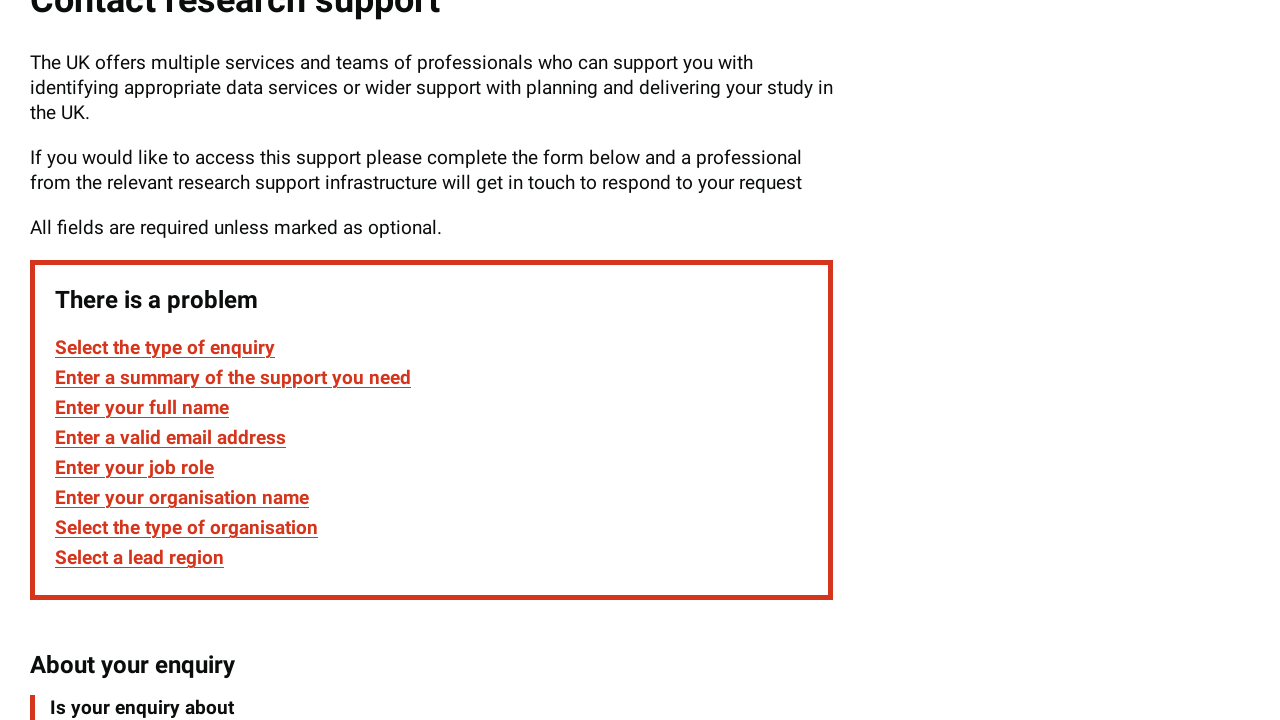 Contact research support
The UK offers multiple services and teams of professionals who can support you with
identifying appropriate data services or wider support with planning and delivering your study in
the UK.
If you would like to access this support please complete the form below and a professional
from the relevant research support infrastructure will get in touch to respond to your request
All fields are required unless marked as optional.
There is a problem
Select the type of enquiry
Enter a summary of the support you need
Enter your full name
Enter a valid email address
Enter your job role
Enter your organisation name
Select the type of organisation
Select a lead region
About your enquiry
Is your enquiry about